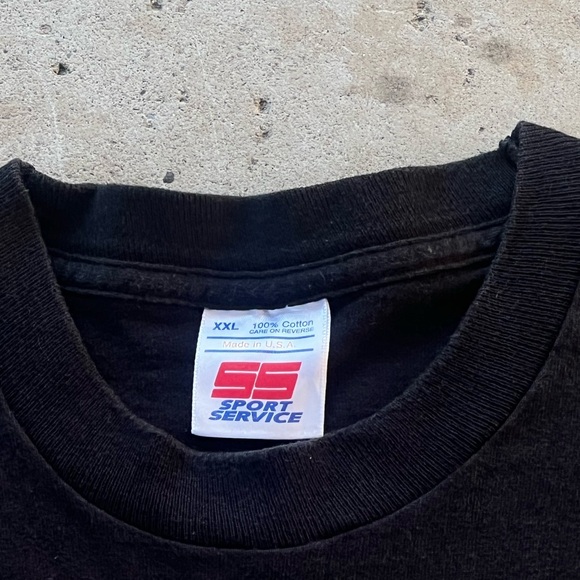 XXL 100% Cotton
CARE ON REVERSE
Made in U.S.A.
SS
SPORT
SERVICE